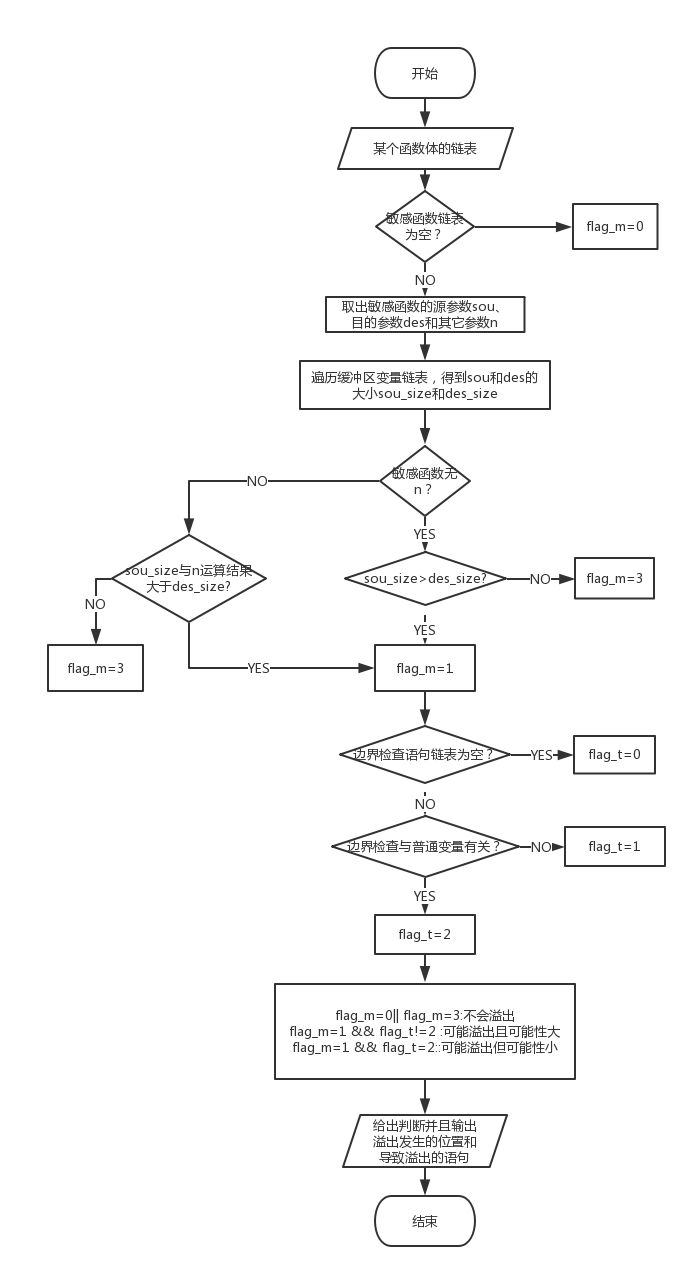 开始
某个函数体的链表
敏感函数链表
为空？
flag_m=0
NO
取出敏感函数的源参数sou、
目的参数des和其它参数n
遍历缓冲区变量链表，得到sou和des的
大小sou_size和des_size
敏感函数无
n？
NO
YES
sou_size与n运算结果
大于des_size?
sou_size>des_size?
NO
flag_m=3
NO
YES
flag_m=3
YES
flag_m=1
边界检查语句链表为空？
YES
flag_t=0
NO
边界检查与普通变量有关？
NO
flag_t=1
YES
flag_t=2
flag_m=0|| flag_m=3:不会溢出
flag_m=1 && flag_t!=2 :可能溢出且可能性大
flag_m=1 && flag_t=2::可能溢出但可能性小
给出判断并且输出
溢出发生的位置和
导致溢出的语句
结束